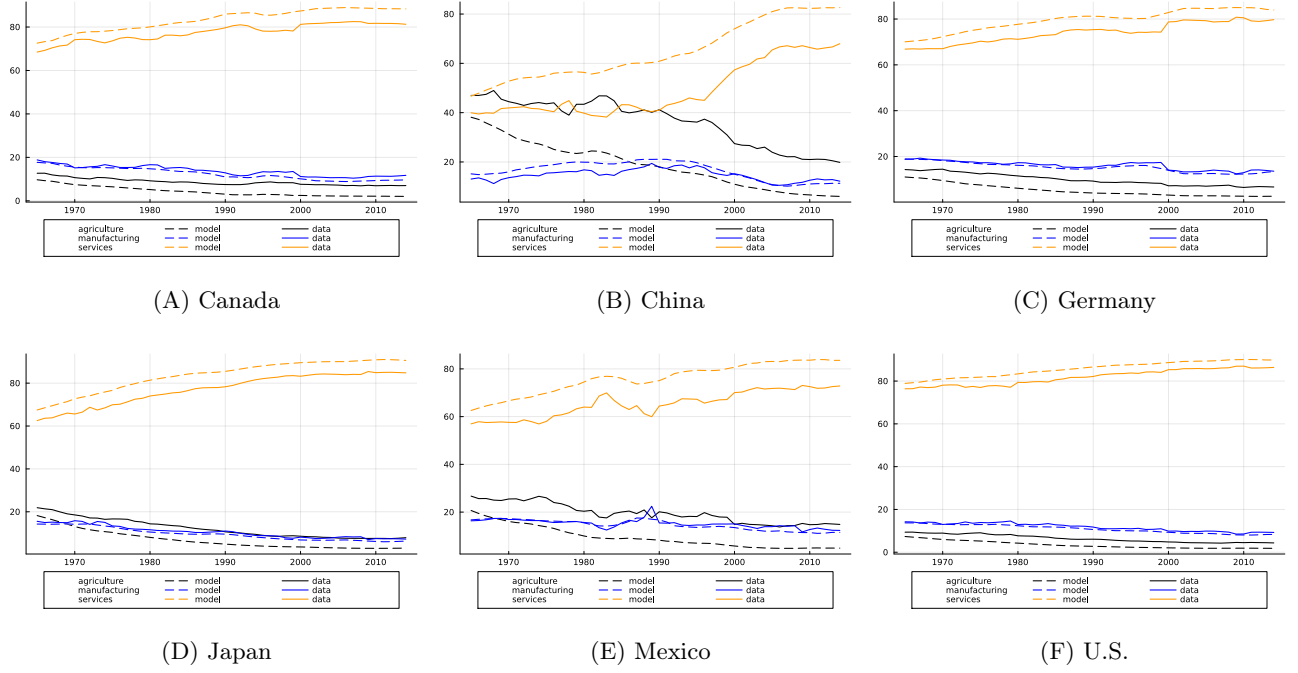 80
60
40
20
0
1970 1980 1990 2000 2010
agriculture model data
manufacturing model data
services model data
(A) Canada
80
60
40
20
1970 1980 1990 2000 2010
agriculture model data
manufacturing model data
services model data
(B) China
80
60
40
20
1970 1980 1990 2000 2010
agriculture model data
manufacturing model data
services model data
(C) Germany
80
60
40
20
1970 1980 1990 2000 2010
agriculture model data
manufacturing model data
services model data
(D) Japan
80
60
40
20
1970 1980 1990 2000 2010
agriculture model data
manufacturing model data
services model data
(E) Mexico
80
60
40
20
0
1970 1980 1990 2000 2010
agriculture model data
manufacturing model data
services model data
(F) U.S.